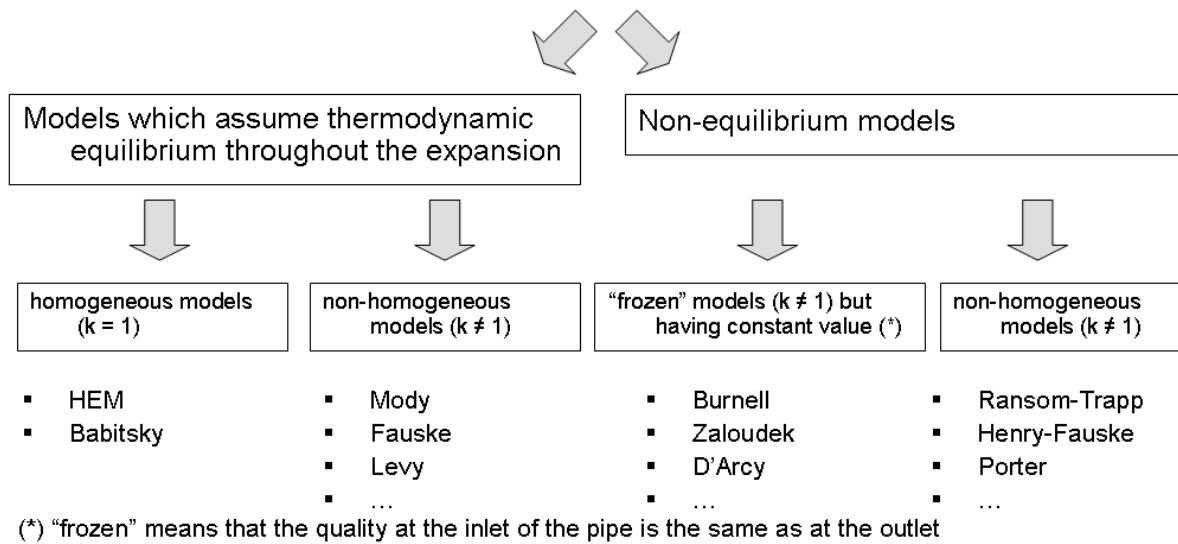 Models which assume thermodynamic
equilibrium throughout the expansion
Non-equilibrium models
homogeneous models
(k = 1)
non-homogeneous
models (k ≠ 1)
“frozen” models (k ≠ 1) but
having constant value (*)
non-homogeneous
models (k ≠ 1)
▪ HEM
▪ Babitsky
▪ Mody
▪ Fauske
▪ Levy
▪ …
▪ Burnell
▪ Zaloudek
▪ D’Arcy
▪ …
▪ Ransom-Trapp
▪ Henry-Fauske
▪ Porter
▪ …
(*) “frozen” means that the quality at the inlet of the pipe is the same as at the outlet